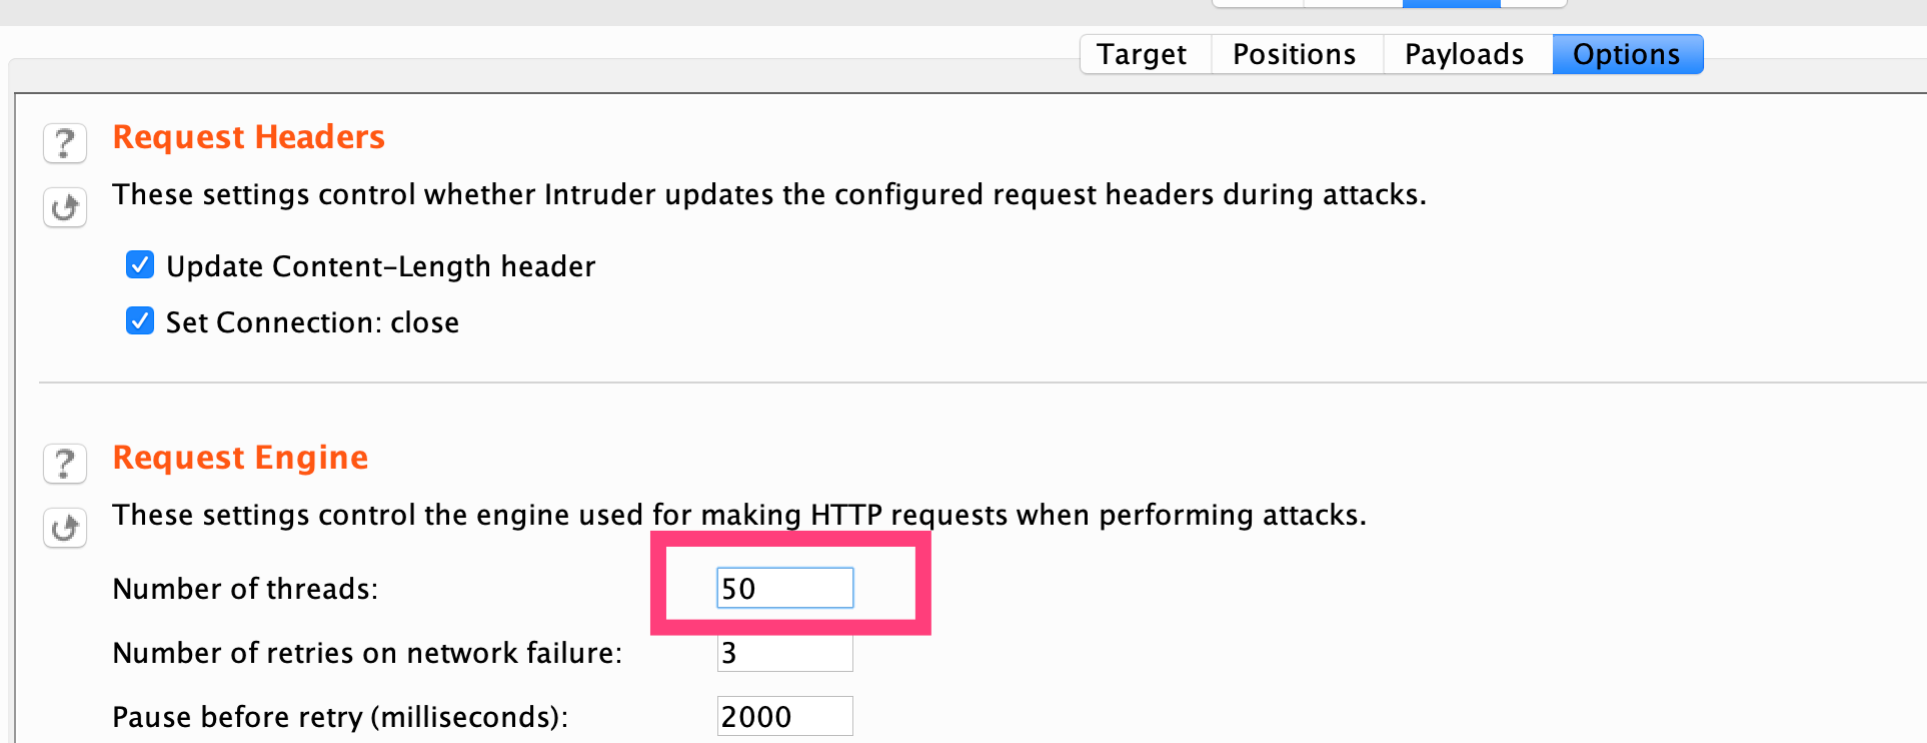 Target Positions Payloads Options
Request Headers
These settings control whether Intruder updates the configured request headers during attacks.
Update Content-Length header
Set Connection: close
Request Engine
These settings control the engine used for making HTTP requests when performing attacks.
Number of threads: 50
Number of retries on network failure: 3
Pause before retry (milliseconds): 2000